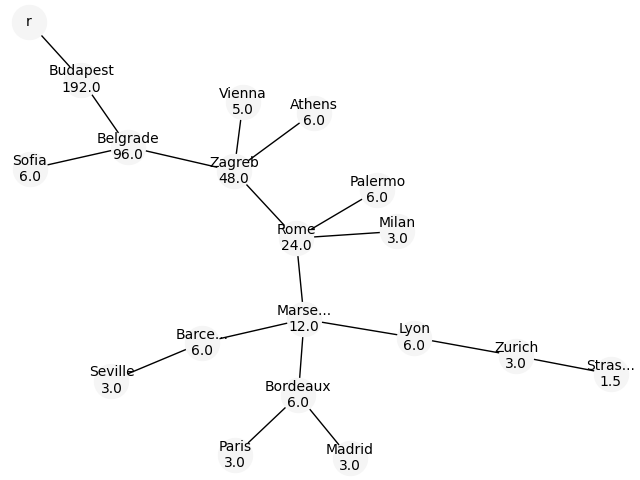 r
Budapest
192.0
Vienna
5.0
Athens
6.0
Belgrade
96.0
Sofia
6.0
Zagreb
48.0
Palermo
6.0
Milan
3.0
Rome
24.0
Marse...
12.0
Barce...
6.0
Lyon
6.0
Zurich
3.0
Stras...
1.5
Seville
3.0
Bordeaux
6.0
Paris
3.0
Madrid
3.0